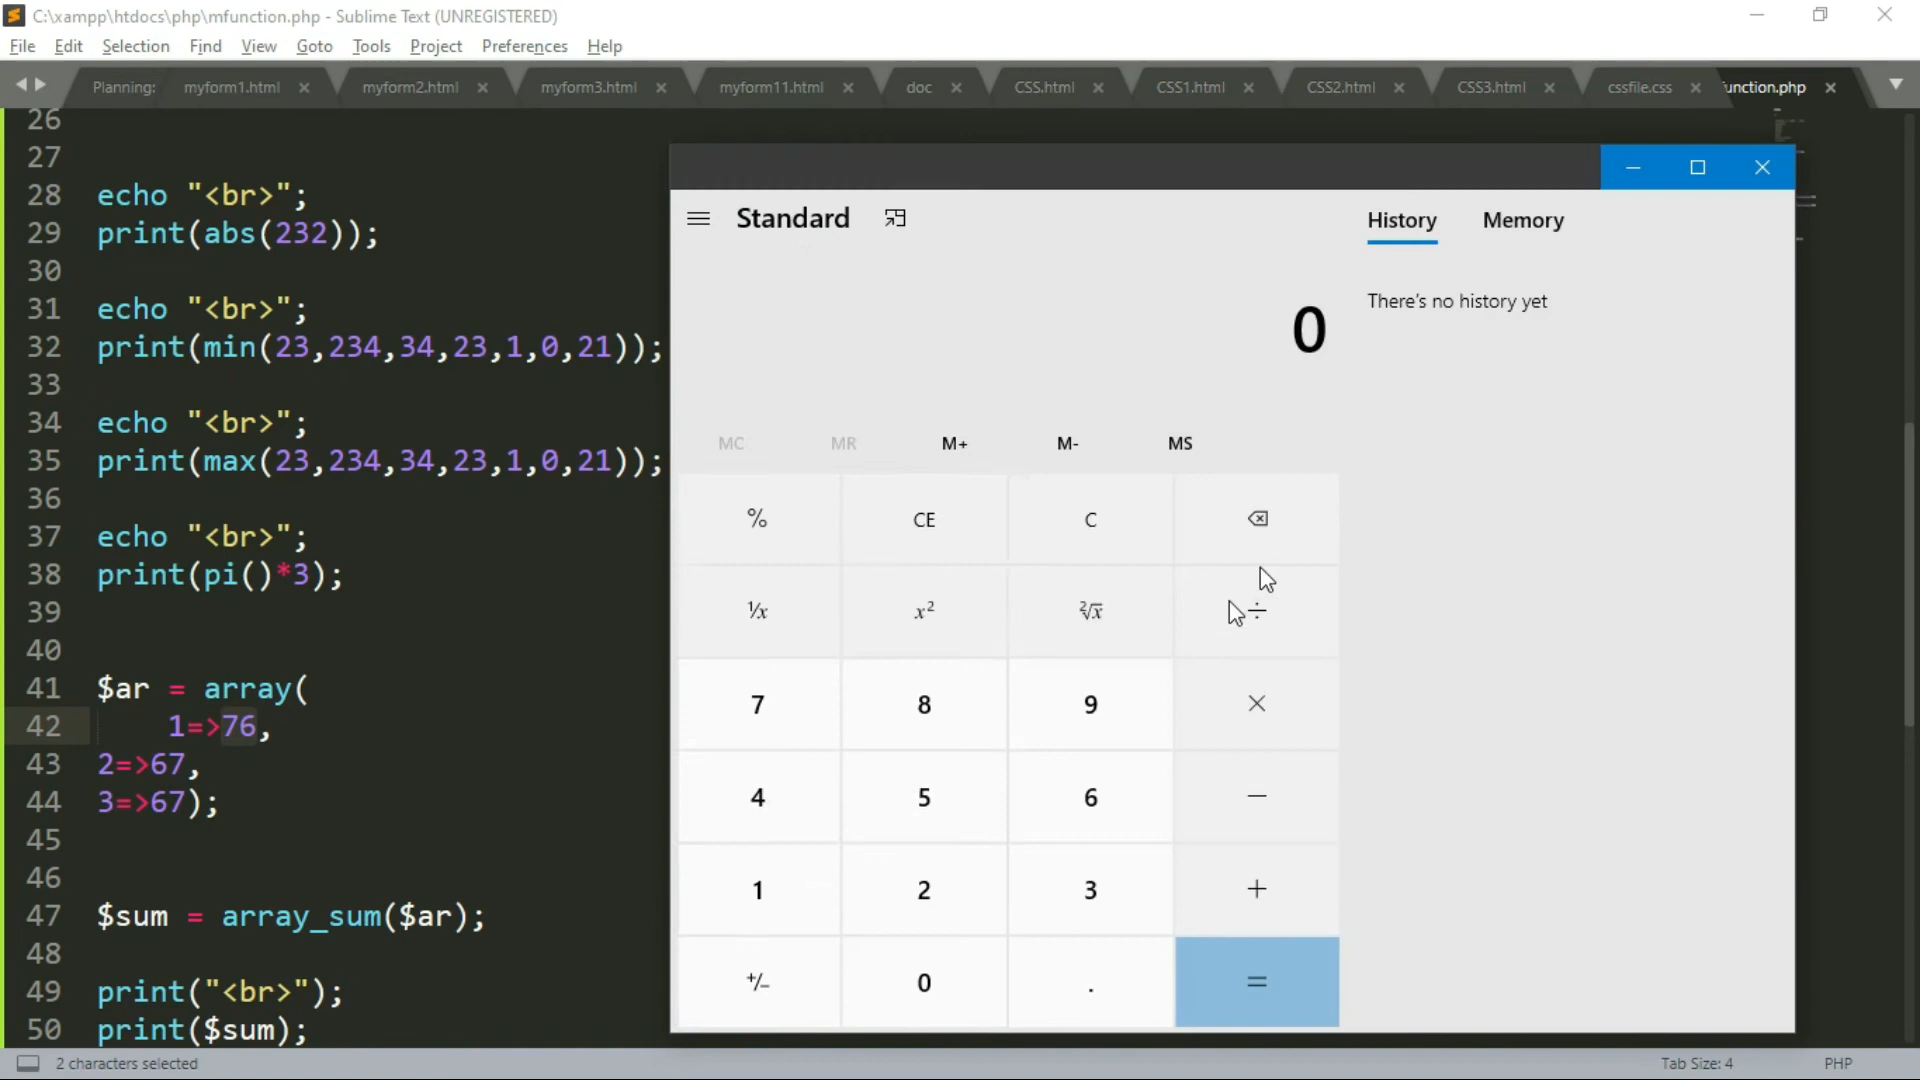 C:\xampp\htdocs\php\mfunction.php - Sublime Text (UNREGISTERED)
File Edit Selection Find View Goto Tools Project Preferences Help
Planning: myform1.html myform2.html myform3.html myform11.html doc CSS.html CSS1.html CSS2.html CSS3.html cssfile.css unction.php
26
27
28 echo "<br>";
29 print(abs(232));
30
31 echo "<br>";
32 print(min(23,234,34,23,1,0,21));
33
34 echo "<br>";
35 print(max(23,234,34,23,1,0,21));
36
37 echo "<br>";
38 print(pi()*3);
39
40
41 $ar = array(
42 1=>76,
43 2=>67,
44 3=>67);
45
46
47 $sum = array_sum($ar);
48
49 print("<br>");
50 print($sum);
Standard
History Memory
There's no history yet
0
MC MR M+ M- MS
% CE C
⅟x x² ²√x ÷
7 8 9 ×
4 5 6 −
1 2 3 +
+/− 0 . =
2 characters selected
Tab Size: 4 PHP